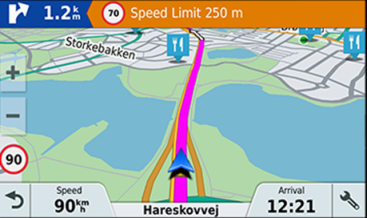 1.2 km
70
Speed Limit 250 m
Storkebakken
90
Speed
90 km/h
Hareskovvej
Arrival
12:21